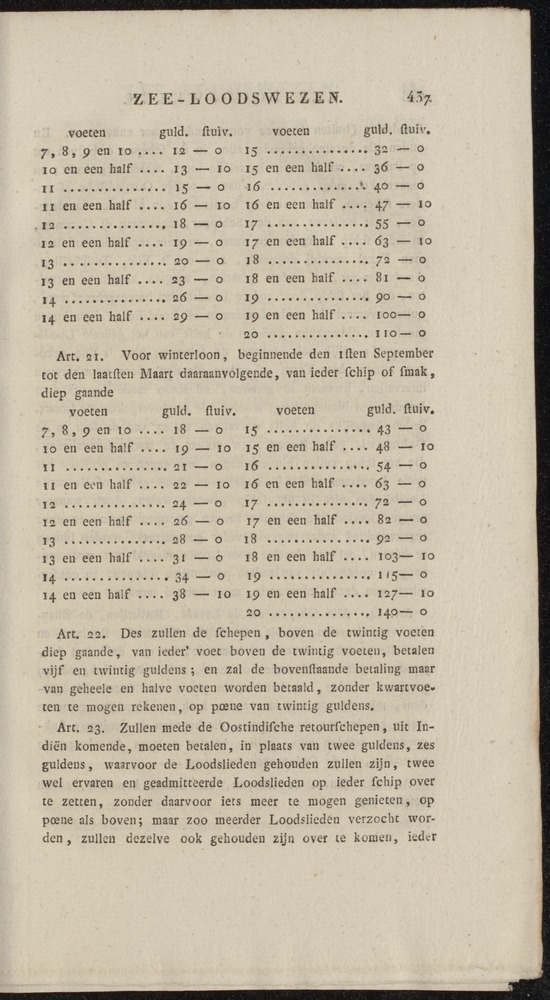 ZEE-LOODSWEZEN. 437
voeten guld. ſtuiv. voeten guld. ſtuiv.
7, 8, 9 en 10 .... 12 — 0 15 .............. 32 — 0
10 en een half .... 13 — 10 15 en een half .... 36 — 0
11 .............. 15 — 0 16 .............. 40 — 0
11 en een half .... 16 — 10 16 en een half .... 47 — 10
12 .............. 18 — 0 17 .............. 55 — 0
12 en een half .... 19 — 0 17 en een half .... 63 — 10
13 .............. 20 — 0 18 .............. 72 — 0
13 en een half .... 23 — 0 18 en een half .... 81 — 0
14 .............. 26 — 0 19 .............. 90 — 0
14 en een half .... 29 — 0 19 en een half .... 100— 0
20 .............. 110— 0
Art. 21. Voor winterloon, beginnende den 1ſten September
tot den laatſten Maart daaraanvolgende, van ieder ſchip of ſmak,
diep gaande
voeten guld. ſtuiv. voeten guld. ſtuiv.
7, 8, 9 en 10 .... 18 — 0 15 .............. 43 — 0
10 en een half .... 19 — 10 15 en een half .... 48 — 10
11 .............. 21 — 0 16 .............. 54 — 0
11 en een half .... 22 — 10 16 en een half .... 63 — 0
12 .............. 24 — 0 17 .............. 72 — 0
12 en een half .... 26 — 0 17 en een half .... 82 — 0
13 .............. 28 — 0 18 .............. 92 — 0
13 en een half .... 31 — 0 18 en een half .... 103— 10
14 .............. 34 — 0 19 .............. 115— 0
14 en een half .... 38 — 10 19 en een half .... 127— 10
20 .............. 140— 0
Art. 22. Des zullen de ſchepen, boven de twintig voeten
diep gaande, van ieder' voet boven de twintig voeten, betalen
vijf en twintig guldens; en zal de bovenſtaande betaling maar
van geheele en halve voeten worden betaald, zonder kwartvoe-
ten te mogen rekenen, op pœne van twintig guldens.
Art. 23. Zullen mede de Oostindiſche retourſchepen, uit In-
diën komende, moeten betalen, in plaats van twee guldens, zes
guldens, waarvoor de Loodslieden gehouden zullen zijn, twee
wel ervaren en geadmitteerde Loodslieden op ieder ſchip over
te zetten, zonder daarvoor iets meer te mogen genieten, op
pœne als boven; maar zoo meerder Loodslieden verzocht wor-
den, zullen dezelve ook gehouden zijn over te komen, ieder